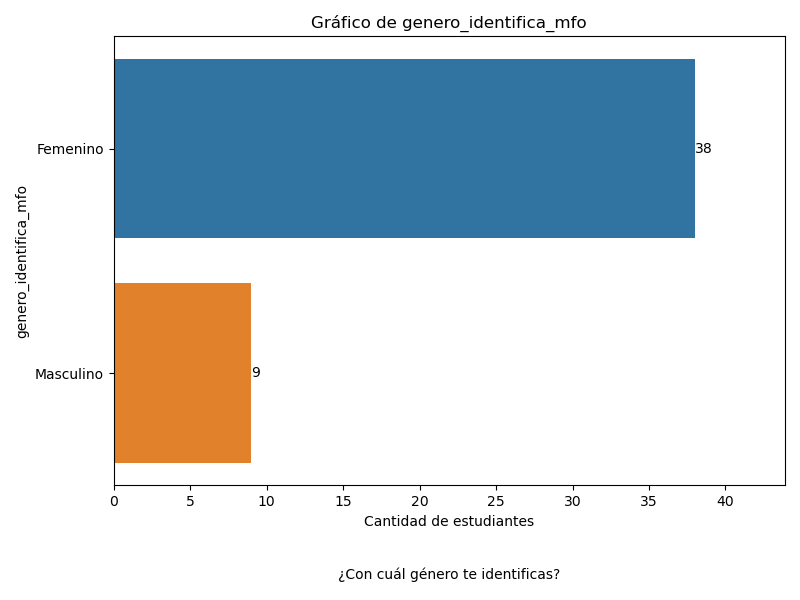 Gráfico de genero_identifica_mfo
genero_identifica_mfo
Femenino
38
Masculino
9
0 5 10 15 20 25 30 35 40
Cantidad de estudiantes
¿Con cuál género te identificas?